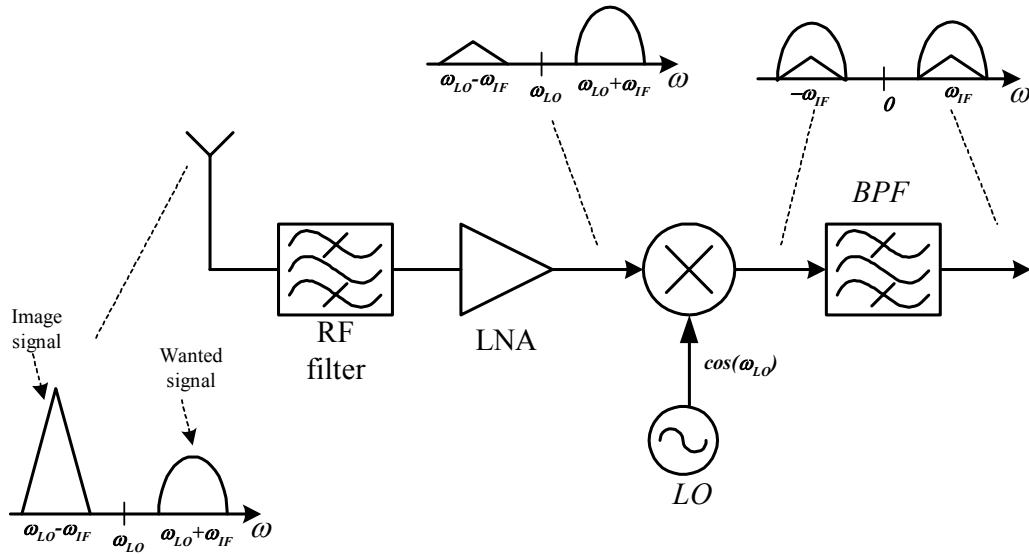 ω_LO-ω_IF ω_LO ω_LO+ω_IF ω
-ω_IF 0 ω_IF ω
BPF
RF
filter
LNA
cos(ω_LO)
LO
Image
signal
Wanted
signal
ω_LO-ω_IF ω_LO ω_LO+ω_IF ω